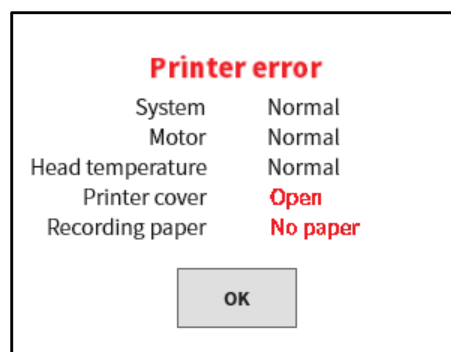 Printer error
System Normal
Motor Normal
Head temperature Normal
Printer cover Open
Recording paper No paper
OK